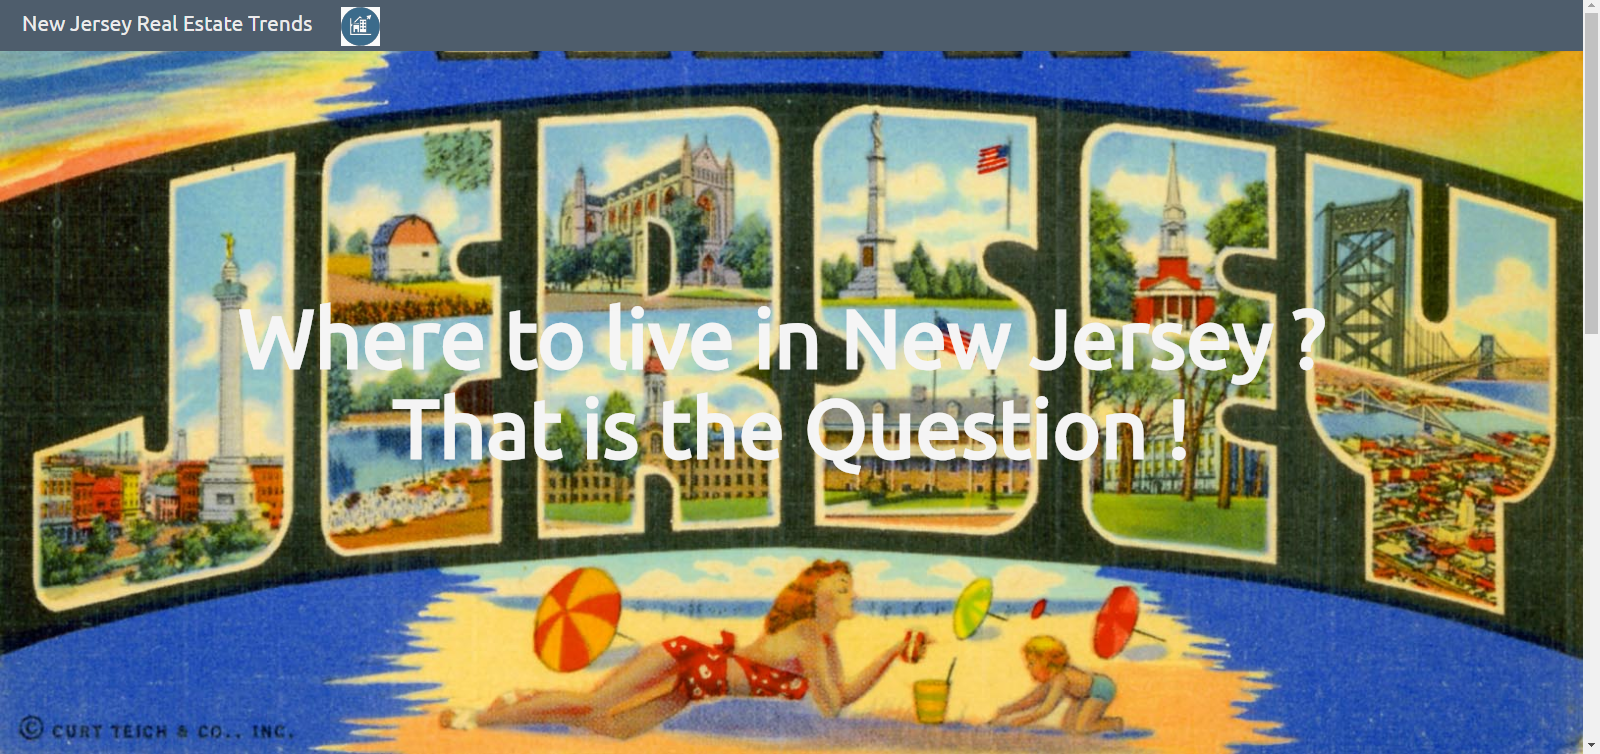 New Jersey Real Estate Trends
JERSEY
Where to live in New Jersey ?
That is the Question !
© CURT TEICH & CO., INC.